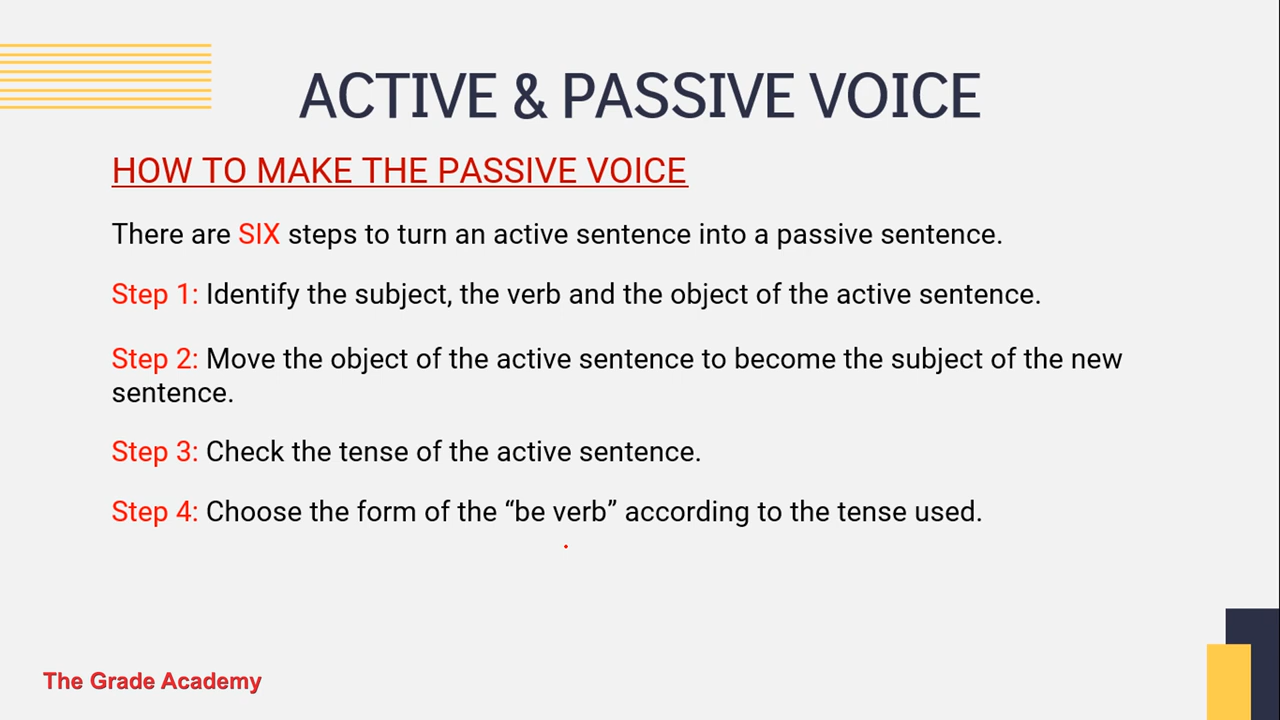 ACTIVE & PASSIVE VOICE
HOW TO MAKE THE PASSIVE VOICE
There are SIX steps to turn an active sentence into a passive sentence.
Step 1: Identify the subject, the verb and the object of the active sentence.
Step 2: Move the object of the active sentence to become the subject of the new
sentence.
Step 3: Check the tense of the active sentence.
Step 4: Choose the form of the “be verb” according to the tense used.
The Grade Academy